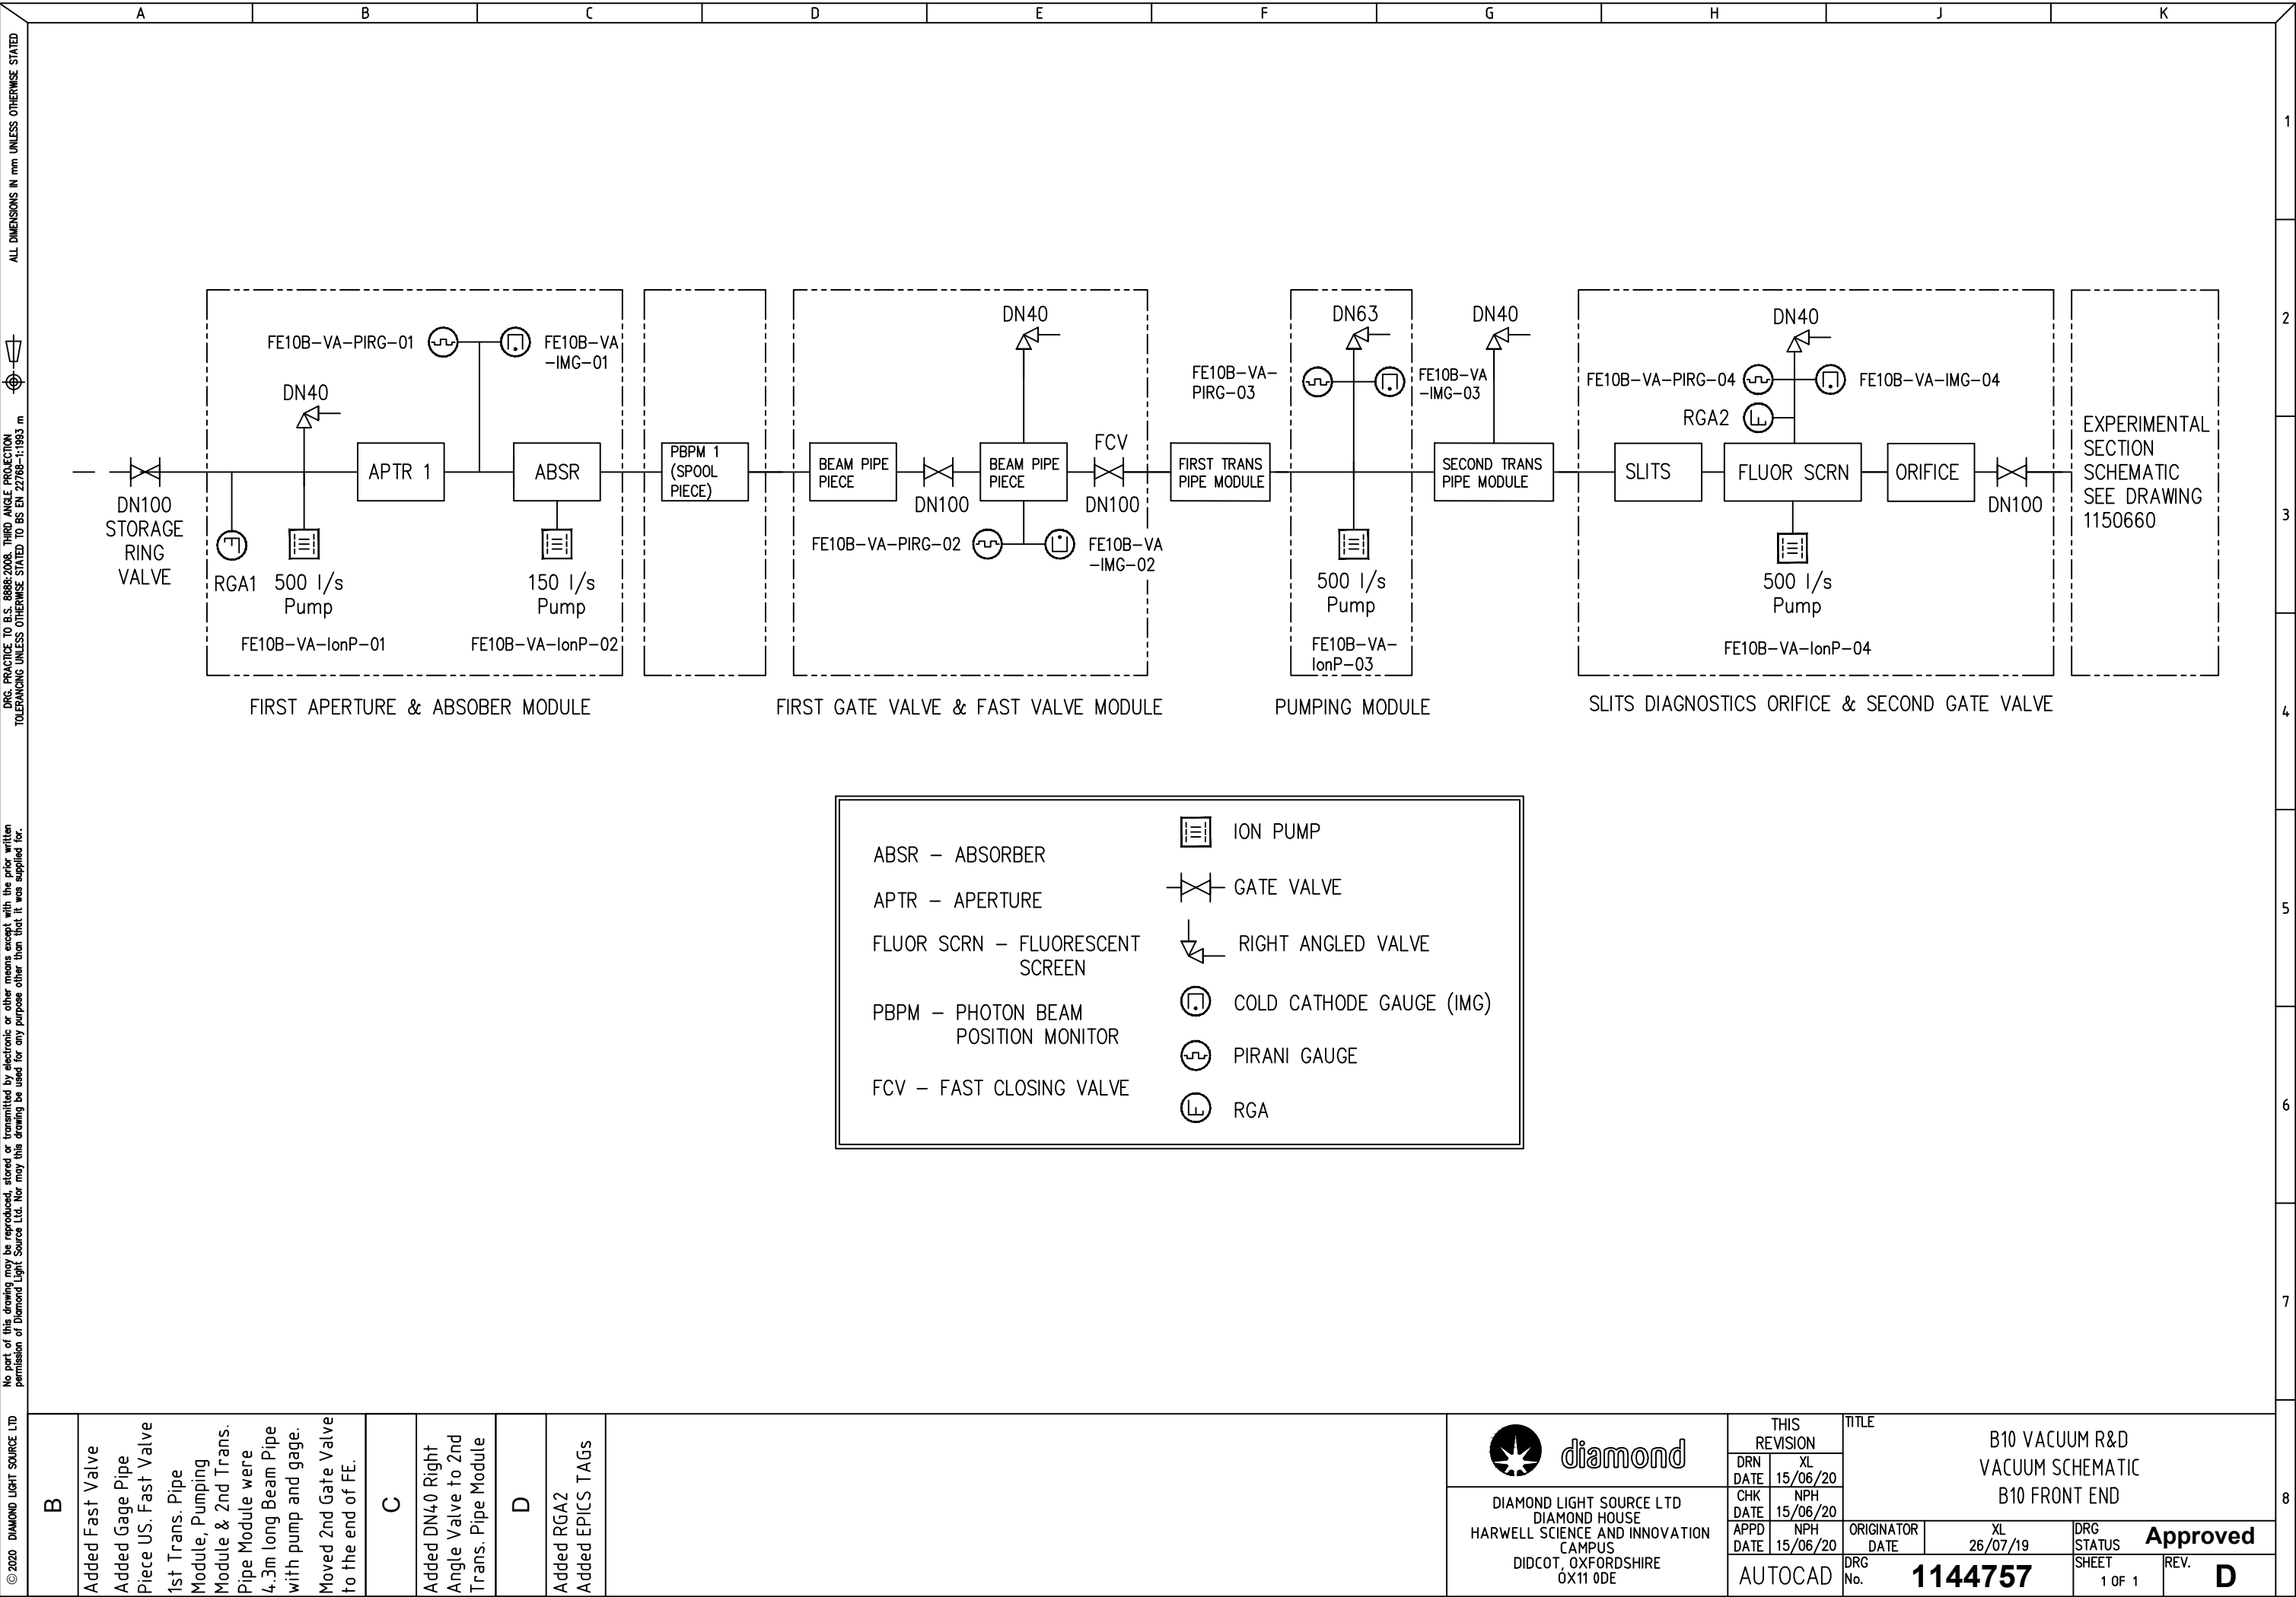 A B C D E F G H J K
1
2
3
4
5
6
7
8
ALL DIMENSIONS IN mm UNLESS OTHERWISE STATED
DRG. PRACTICE TO B.S. 8888:2008. THIRD ANGLE PROJECTION
TOLERANCING UNLESS OTHERWISE STATED TO BS EN 22768-1:1993 m
No part of this drawing may be reproduced, stored or transmitted by electronic or other means except with the prior written
permission of Diamond Light Source Ltd. Nor may this drawing be used for any purpose other than that it was supplied for.
©2020 DIAMOND LIGHT SOURCE LTD
DN100
STORAGE
RING
VALVE
FE10B-VA-PIRG-01
FE10B-VA
-IMG-01
DN40
APTR 1
ABSR
RGA1
500 l/s
Pump
FE10B-VA-IonP-01
150 l/s
Pump
FE10B-VA-IonP-02
FIRST APERTURE & ABSOBER MODULE
PBPM 1
(SPOOL
PIECE)
DN40
BEAM PIPE
PIECE
DN100
BEAM PIPE
PIECE
FCV
DN100
FE10B-VA-PIRG-02
FE10B-VA
-IMG-02
FIRST GATE VALVE & FAST VALVE MODULE
FIRST TRANS
PIPE MODULE
DN63
FE10B-VA-
PIRG-03
FE10B-VA
-IMG-03
500 l/s
Pump
FE10B-VA-
IonP-03
PUMPING MODULE
DN40
SECOND TRANS
PIPE MODULE
DN40
FE10B-VA-PIRG-04
FE10B-VA-IMG-04
RGA2
SLITS
FLUOR SCRN
ORIFICE
DN100
500 l/s
Pump
FE10B-VA-IonP-04
SLITS DIAGNOSTICS ORIFICE & SECOND GATE VALVE
EXPERIMENTAL
SECTION
SCHEMATIC
SEE DRAWING
1150660
ABSR - ABSORBER
APTR - APERTURE
FLUOR SCRN - FLUORESCENT
SCREEN
PBPM - PHOTON BEAM
POSITION MONITOR
FCV - FAST CLOSING VALVE
ION PUMP
GATE VALVE
RIGHT ANGLED VALVE
COLD CATHODE GAUGE (IMG)
PIRANI GAUGE
RGA
B
Added Fast Valve
Added Gage Pipe
Piece US. Fast Valve
1st Trans. Pipe
Module, Pumping
Module & 2nd Trans.
Pipe Module were
4.3m long Beam Pipe
with pump and gage.
Moved 2nd Gate Valve
to the end of FE.
C
Added DN40 Right
Angle Valve to 2nd
Trans. Pipe Module
D
Added RGA2
Added EPICS TAGs
diamond
DIAMOND LIGHT SOURCE LTD
DIAMOND HOUSE
HARWELL SCIENCE AND INNOVATION
CAMPUS
DIDCOT, OXFORDSHIRE
OX11 0DE
THIS
REVISION
DRN XL
DATE 15/06/20
CHK NPH
DATE 15/06/20
APPD NPH
DATE 15/06/20
AUTOCAD
TITLE
B10 VACUUM R&D
VACUUM SCHEMATIC
B10 FRONT END
ORIGINATOR XL
DATE 26/07/19
DRG
STATUS Approved
DRG
No. 1144757
SHEET
1 OF 1
REV. D